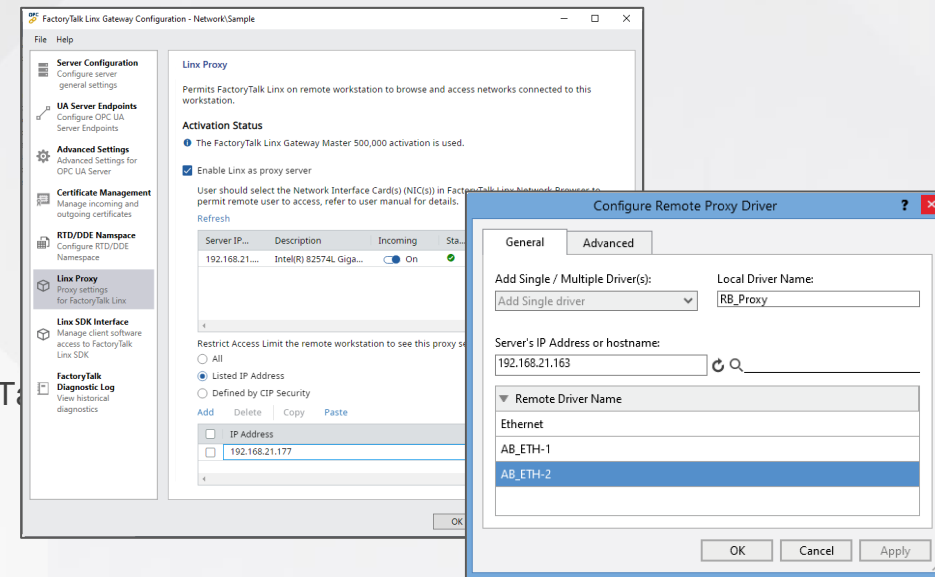 OPC
FactoryTalk Linx Gateway Configuration - Network\Sample
File Help
Server Configuration
Configure server
general settings
UA Server Endpoints
Configure OPC UA
Server Endpoints
Advanced Settings
Advanced Settings for
OPC UA Server
Certificate Management
Manage incoming and
outgoing certificates
RTD/DDE Namspace
Configure RTD/DDE
Namespace
Linx Proxy
Proxy settings
for FactoryTalk Linx
Linx SDK Interface
Manage client software
access to FactoryTalk
Linx SDK
FactoryTalk
Diagnostic Log
View historical
diagnostics
Linx Proxy
Permits FactoryTalk Linx on remote workstation to browse and access networks connected to this
workstation.
Activation Status
The FactoryTalk Linx Gateway Master 500,000 activation is used.
Enable Linx as proxy server
User should select the Network Interface Card(s) (NIC(s)) in FactoryTalk Linx Network Browser to
permit remote user to access, refer to user manual for details.
Refresh
Server IP... Description Incoming Sta...
192.168.21.... Intel(R) 82574L Giga... On
Restrict Access Limit the remote workstation to see this proxy se
All
Listed IP Address
Defined by CIP Security
Add Delete Copy Paste
IP Address
192.168.21.177
OK
Configure Remote Proxy Driver ?
General Advanced
Add Single / Multiple Driver(s): Local Driver Name:
Add Single driver RB_Proxy
Server's IP Address or hostname:
192.168.21.163
Remote Driver Name
Ethernet
AB_ETH-1
AB_ETH-2
OK Cancel Apply